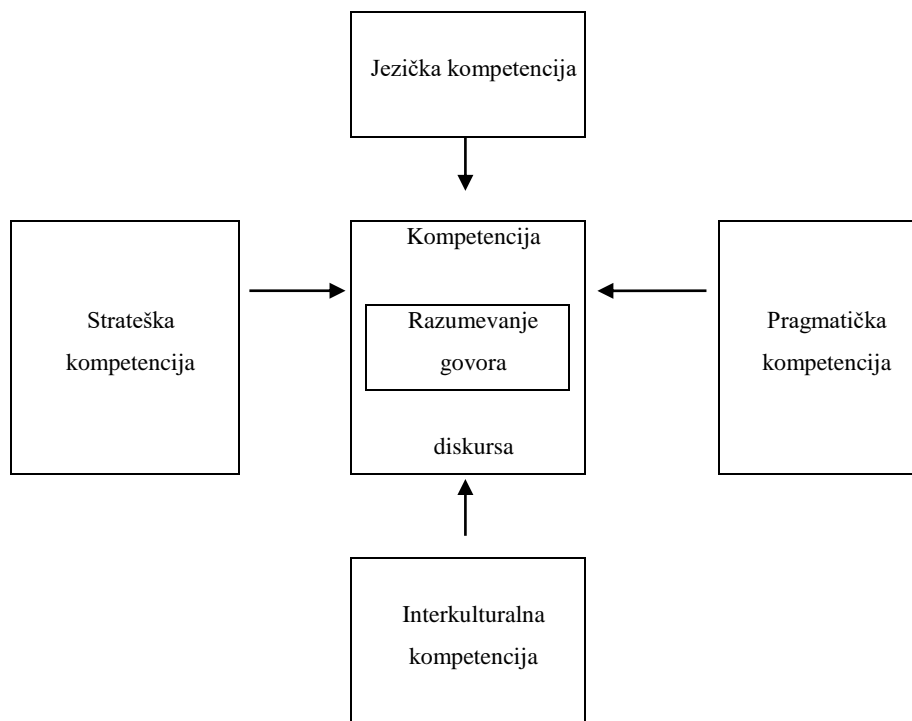 Jezička kompetencija
Strateška
kompetencija
Kompetencija
Razumevanje
govora
diskursa
Pragmatička
kompetencija
Interkulturalna
kompetencija